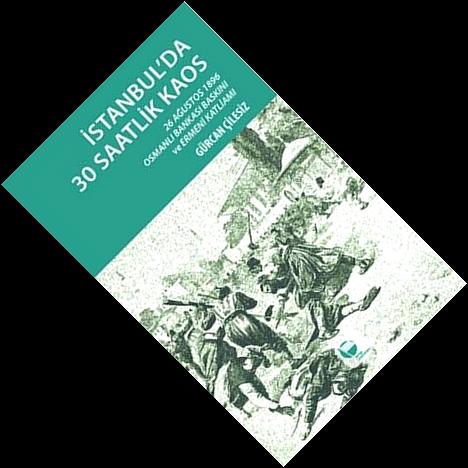 İSTANBUL'DA
30 SAATLİK KAOS
26 AĞUSTOS 1896
OSMANLI BANKASI BASKINI
ve ERMENİ KATLİAMI
GÜRCAN ÇİLESİZ